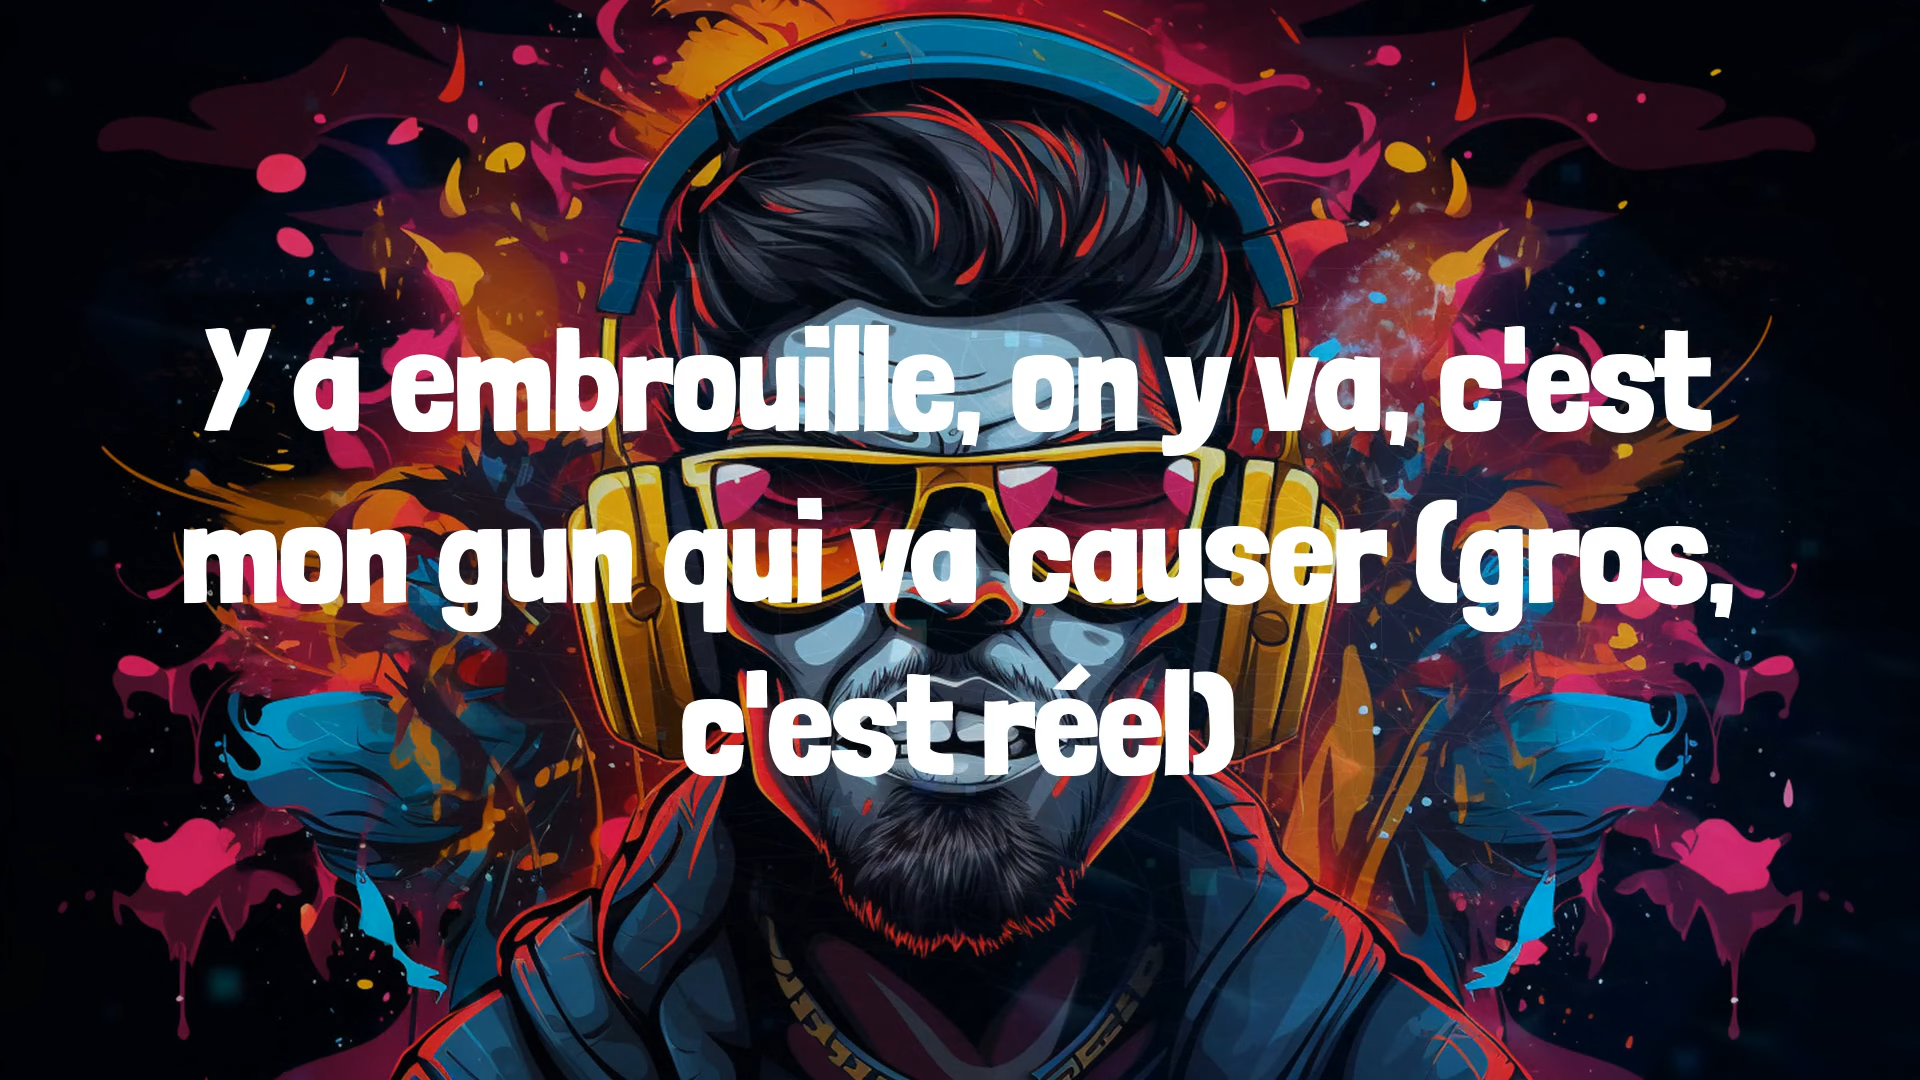 Y a embrouille, on y va, c'est
mon gun qui va causer (gros,
c'est réel)